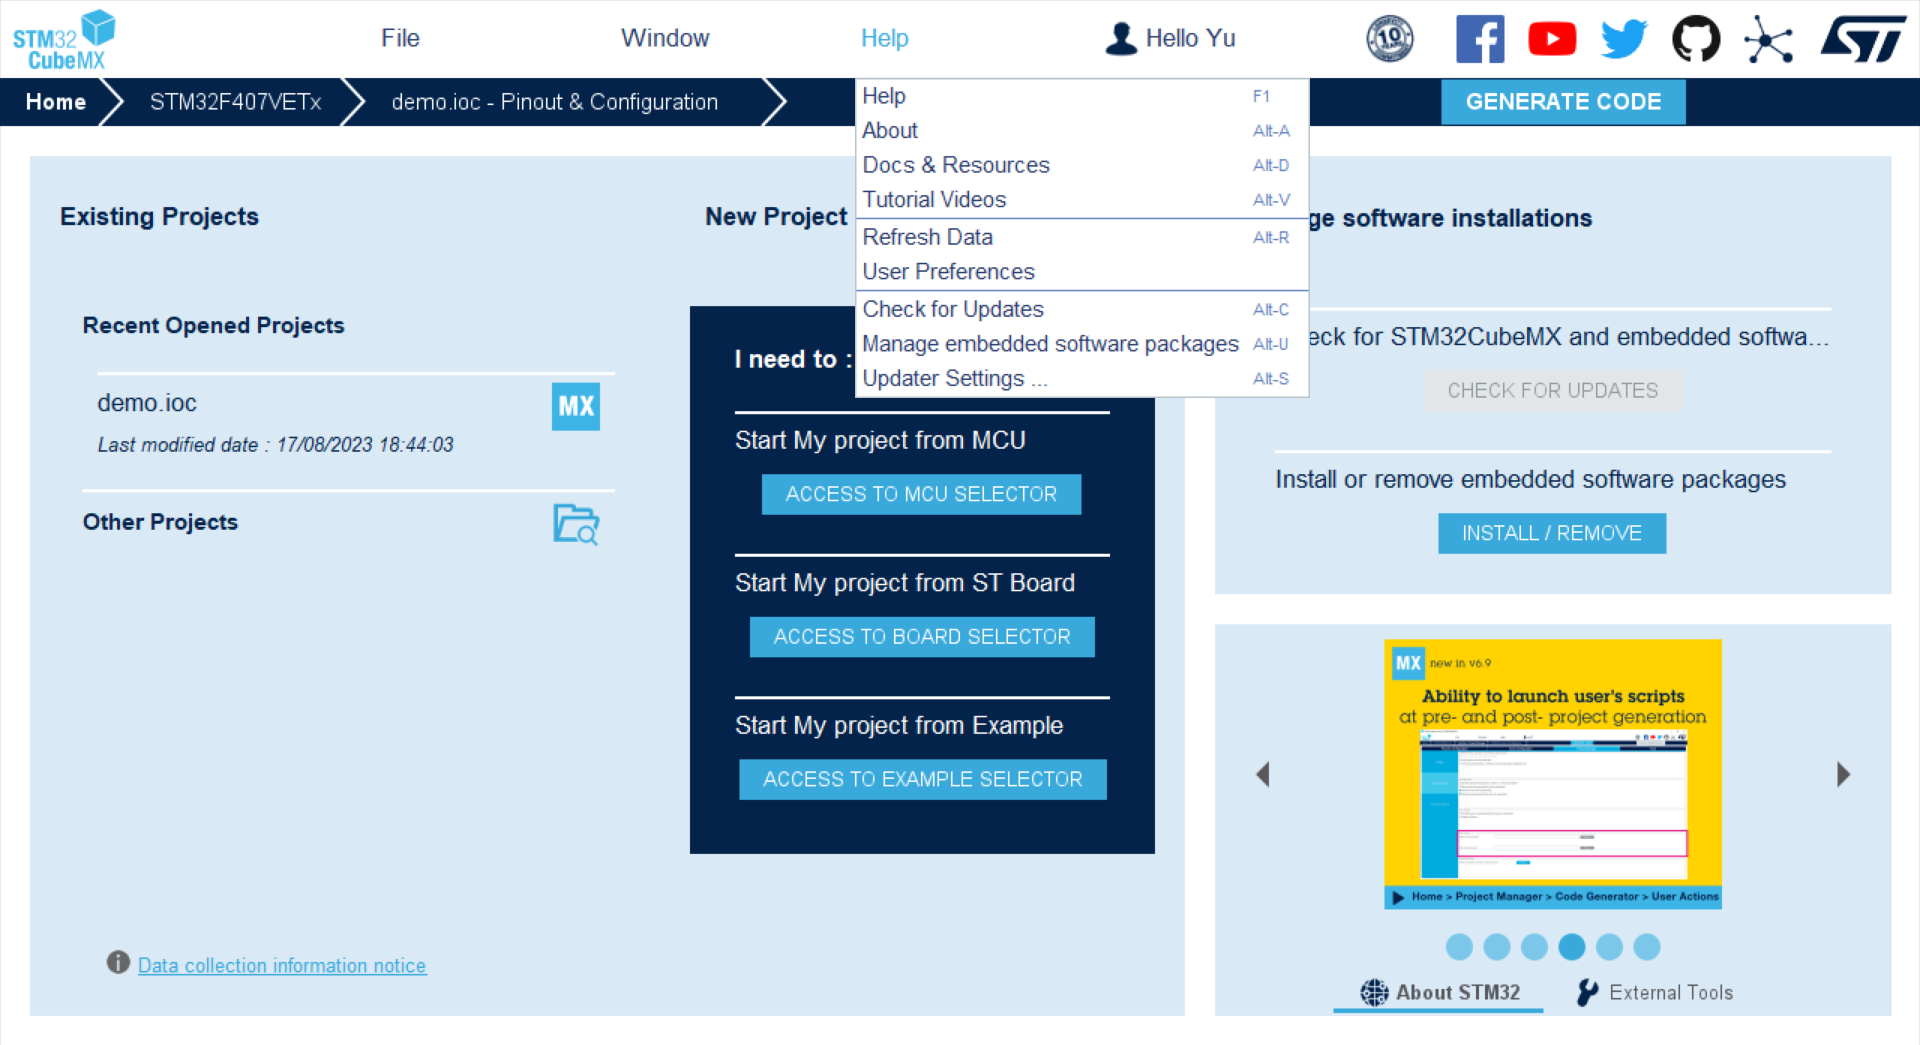 STM32
CubeMX
File
Window
Help
Hello Yu
10
Home
STM32F407VETx
demo.ioc - Pinout & Configuration
GENERATE CODE
Help F1
About Alt-A
Docs & Resources Alt-D
Tutorial Videos Alt-V
Refresh Data Alt-R
User Preferences
Check for Updates Alt-C
Manage embedded software packages Alt-U
Updater Settings ... Alt-S
Existing Projects
Recent Opened Projects
demo.ioc
MX
Last modified date : 17/08/2023 18:44:03
Other Projects
Data collection information notice
New Project
I need to :
Start My project from MCU
ACCESS TO MCU SELECTOR
Start My project from ST Board
ACCESS TO BOARD SELECTOR
Start My project from Example
ACCESS TO EXAMPLE SELECTOR
ge software installations
eck for STM32CubeMX and embedded softwa...
CHECK FOR UPDATES
Install or remove embedded software packages
INSTALL / REMOVE
MX new in v6.9
Ability to launch user's scripts
at pre- and post- project generation
Home > Project Manager > Code Generator > User Actions
About STM32
External Tools